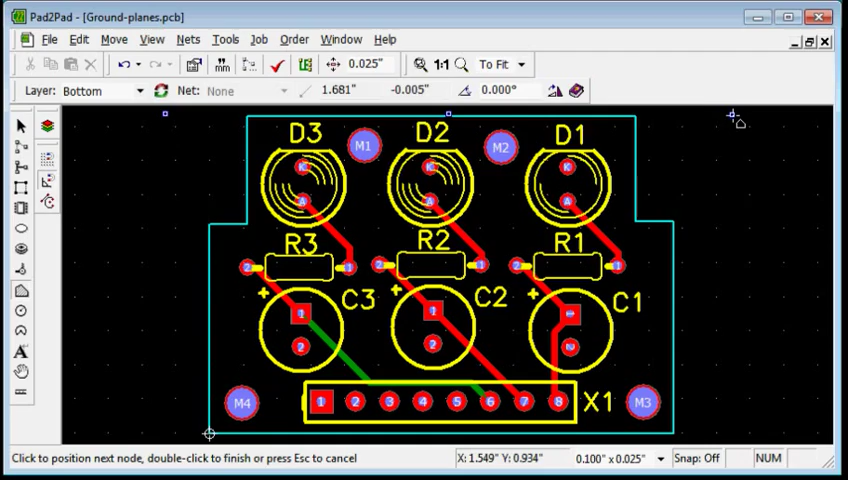 Pad2Pad - [Ground-planes.pcb]
File Edit Move View Nets Tools Job Order Window Help
0.025" 1:1 To Fit
Layer: Bottom Net: None 1.681" -0.005" 0.000°
D3 M1 D2 M2 D1
K K K
A A A
R3 R2 R1
2 1 2 1 2 1
+ C3 + C2 + C1
1 1 1
2 2 2
M4 1 2 3 4 5 6 7 8 X1 M3
Click to position next node, double-click to finish or press Esc to cancel X: 1.549" Y: 0.934" 0.100" x 0.025" Snap: Off NUM